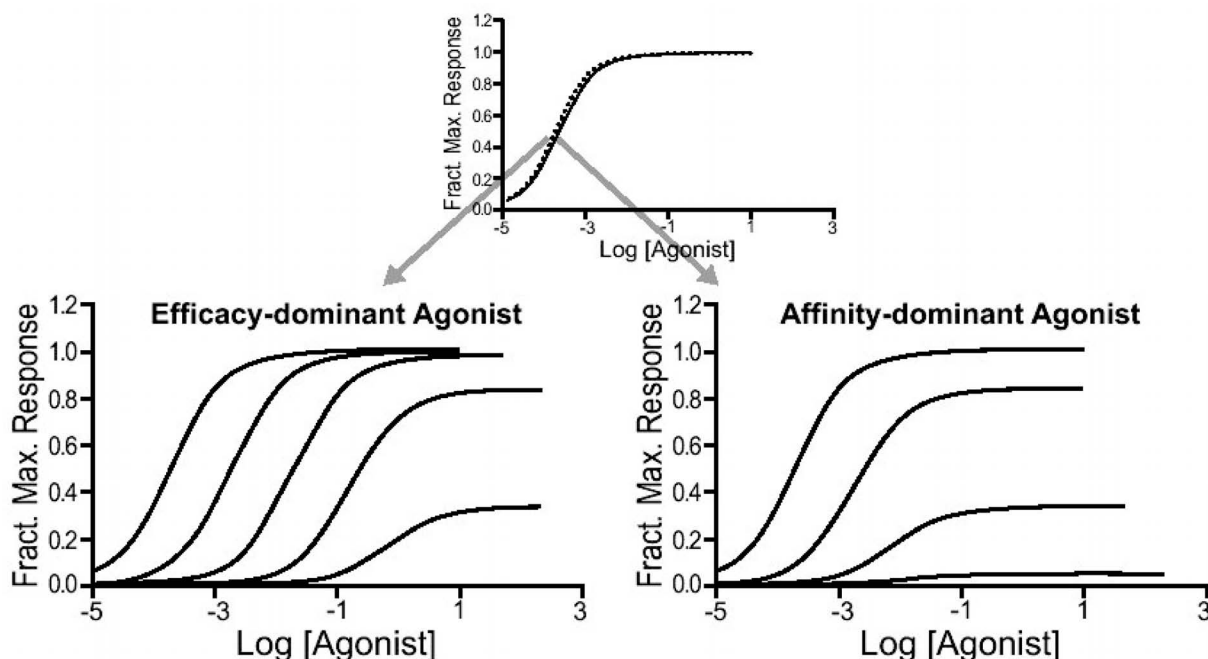 1.2
1.0
0.8
0.6
0.4
0.2
0.0
Fract. Max. Response
-5 -3 -1 1 3
Log [Agonist]
Efficacy-dominant Agonist
1.2
1.0
0.8
0.6
0.4
0.2
0.0
Fract. Max. Response
-5 -3 -1 1 3
Log [Agonist]
Affinity-dominant Agonist
1.2
1.0
0.8
0.6
0.4
0.2
0.0
Fract. Max. Response
-5 -3 -1 1 3
Log [Agonist]